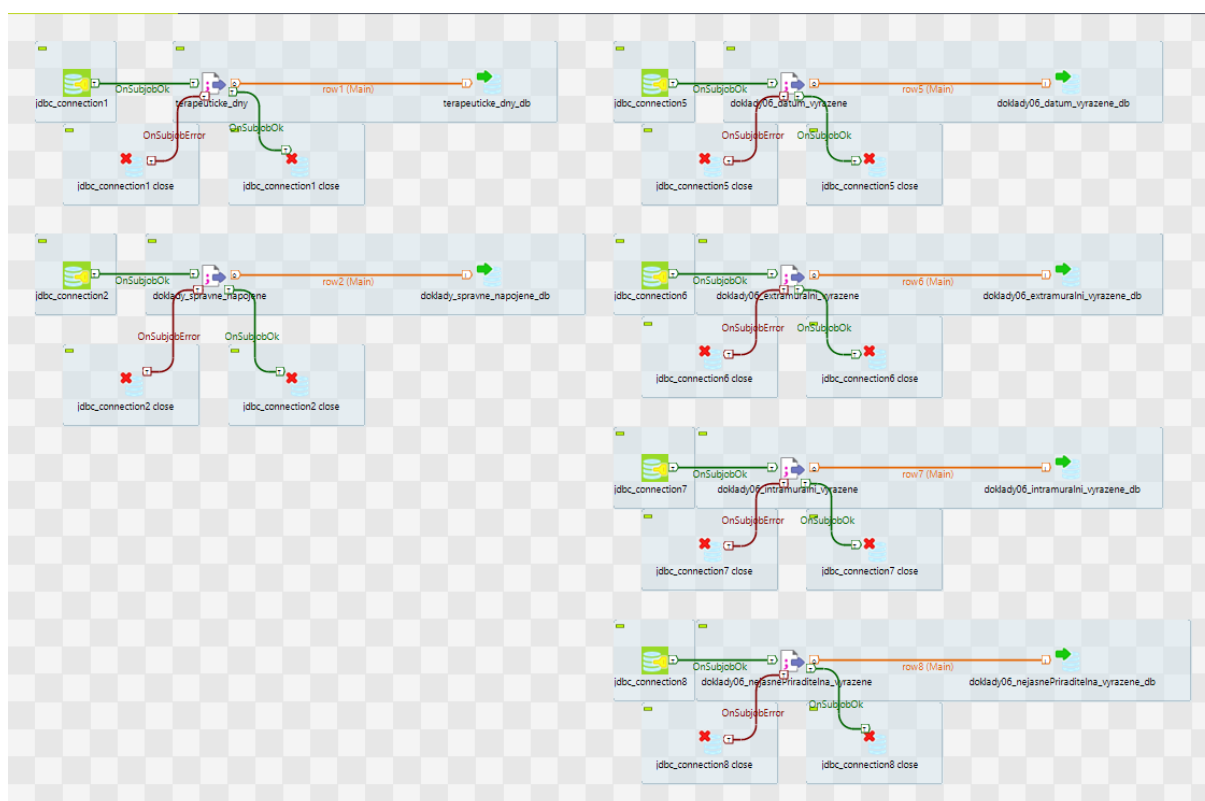 OnSubjobOk
row1 (Main)
jdbc_connection1
terapeuticke_dny
terapeuticke_dny_db
OnSubjobError
OnSubjobOk
jdbc_connection1 close
jdbc_connection1 close
OnSubjobOk
row2 (Main)
jdbc_connection2
doklady_spravne_napojene
doklady_spravne_napojene_db
OnSubjobError
OnSubjobOk
jdbc_connection2 close
jdbc_connection2 close
OnSubjobOk
row5 (Main)
jdbc_connection5
doklady06_datum_vyrazene
doklady06_datum_vyrazene_db
OnSubjobError
OnSubjobOk
jdbc_connection5 close
jdbc_connection5 close
OnSubjobOk
row6 (Main)
jdbc_connection6
doklady06_extramuralni_vyrazene
doklady06_extramuralni_vyrazene_db
OnSubjobError
OnSubjobOk
jdbc_connection6 close
jdbc_connection6 close
OnSubjobOk
row7 (Main)
jdbc_connection7
doklady06_intramuralni_vyrazene
doklady06_intramuralni_vyrazene_db
OnSubjobError
OnSubjobOk
jdbc_connection7 close
jdbc_connection7 close
OnSubjobOk
row8 (Main)
jdbc_connection8
doklady06_nejasnePriraditelna_vyrazene
doklady06_nejasnePriraditelna_vyrazene_db
OnSubjobError
OnSubjobOk
jdbc_connection8 close
jdbc_connection8 close